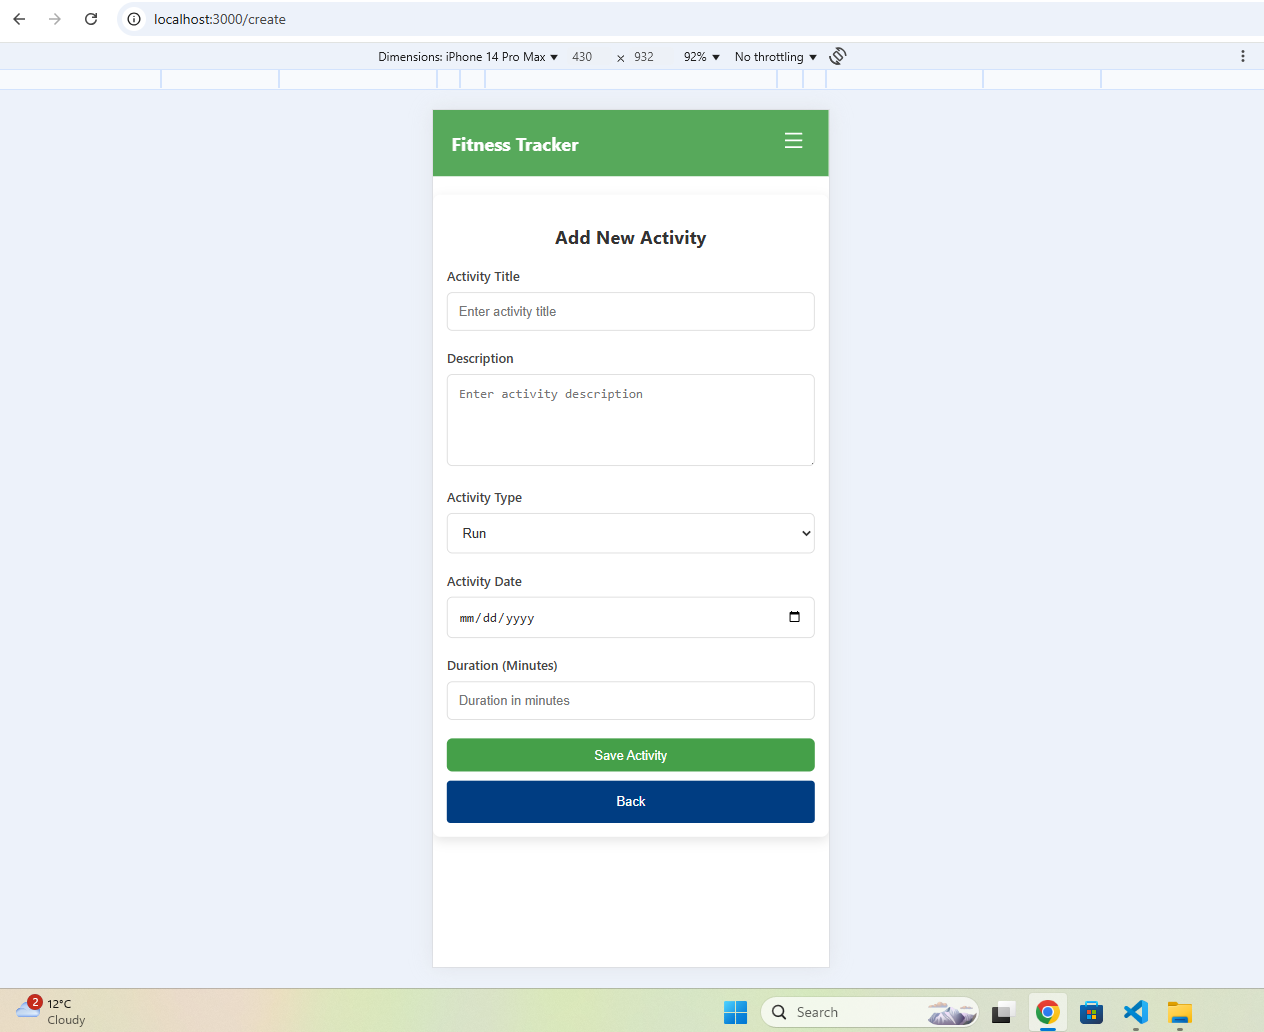 localhost:3000/create
Dimensions: iPhone 14 Pro Max 430 × 932 92% No throttling
Fitness Tracker
Add New Activity
Activity Title
Enter activity title
Description
Enter activity description
Activity Type
Run
Activity Date
mm/dd/yyyy
Duration (Minutes)
Duration in minutes
Save Activity
Back
2
12°C
Cloudy
Search